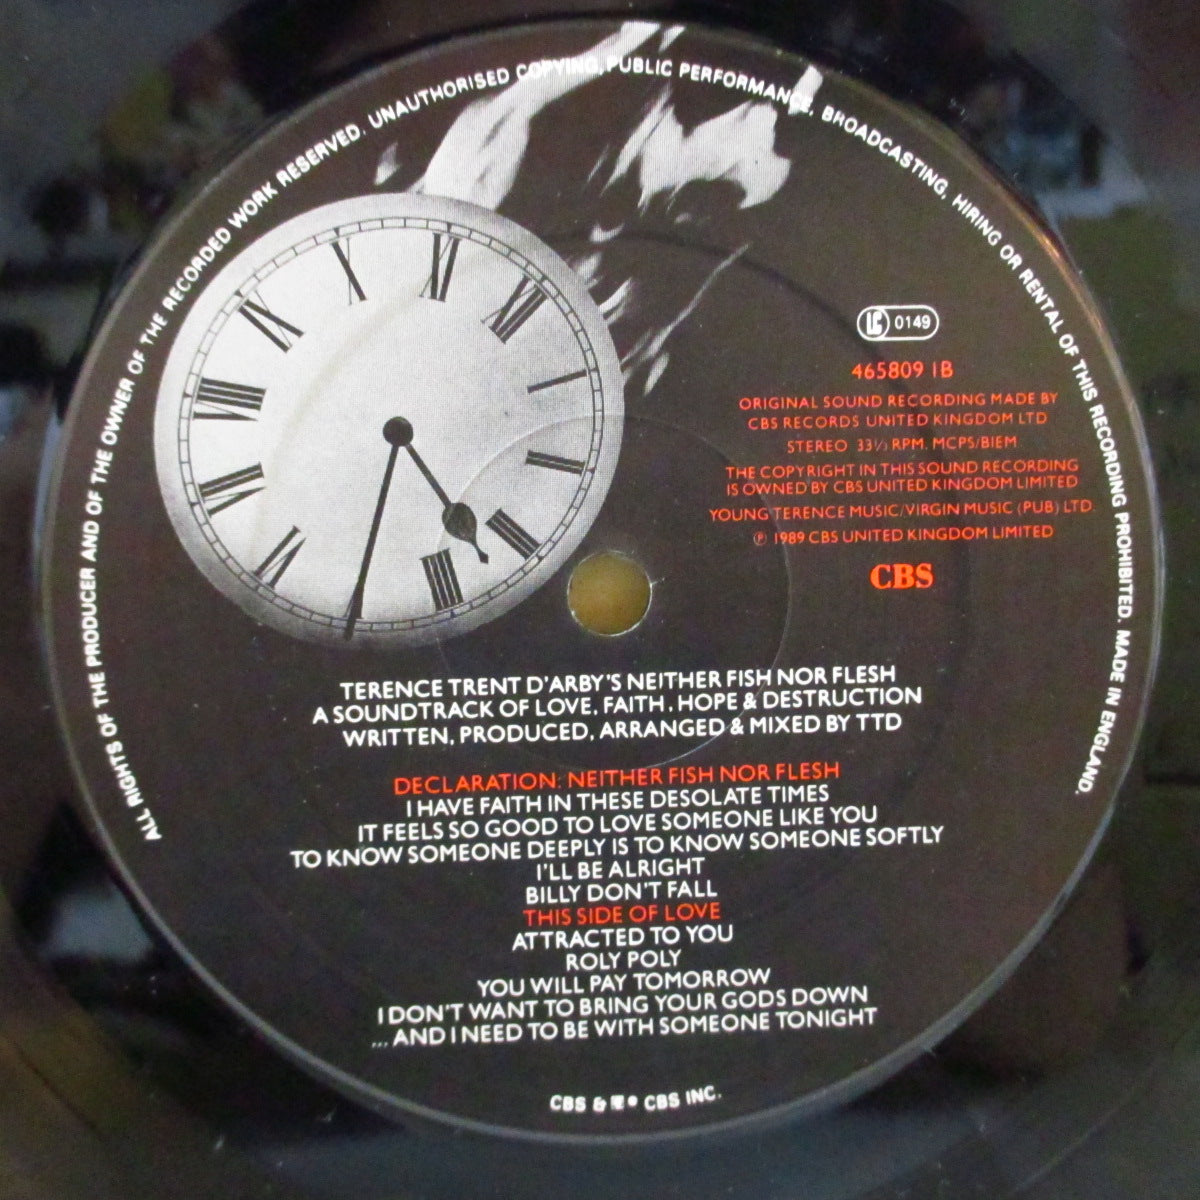 ALL RIGHTS OF THE PRODUCER AND OF THE OWNER OF THE RECORDED WORK RESERVED. UNAUTHORISED COPYING, PUBLIC PERFORMANCE, BROADCASTING, HIRING OR RENTAL OF THIS RECORDING PROHIBITED. MADE IN ENGLAND.
XI X XII II
I III
LC 0149
465809 1B
ORIGINAL SOUND RECORDING MADE BY
CBS RECORDS UNITED KINGDOM LTD
STEREO 33⅓ RPM. MCPS/BIEM
THE COPYRIGHT IN THIS SOUND RECORDING
IS OWNED BY CBS UNITED KINGDOM LIMITED
YOUNG TERENCE MUSIC/VIRGIN MUSIC (PUB) LTD.
℗ 1989 CBS UNITED KINGDOM LIMITED
CBS
TERENCE TRENT D'ARBY'S NEITHER FISH NOR FLESH
A SOUNDTRACK OF LOVE, FAITH, HOPE & DESTRUCTION
WRITTEN, PRODUCED, ARRANGED & MIXED BY TTD
DECLARATION: NEITHER FISH NOR FLESH
I HAVE FAITH IN THESE DESOLATE TIMES
IT FEELS SO GOOD TO LOVE SOMEONE LIKE YOU
TO KNOW SOMEONE DEEPLY IS TO KNOW SOMEONE SOFTLY
I'LL BE ALRIGHT
BILLY DON'T FALL
THIS SIDE OF LOVE
ATTRACTED TO YOU
ROLY POLY
YOU WILL PAY TOMORROW
I DON'T WANT TO BRING YOUR GODS DOWN
... AND I NEED TO BE WITH SOMEONE TONIGHT
CBS & CBS INC.